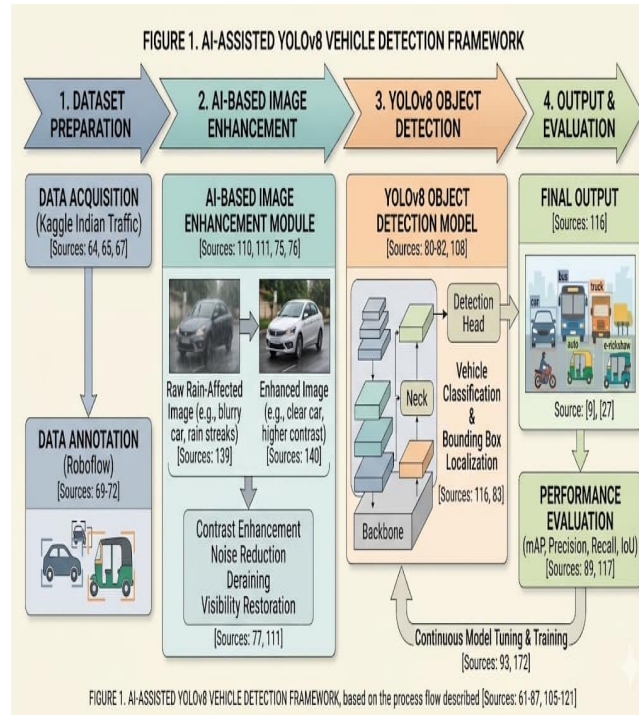 FIGURE 1. AI-ASSISTED YOLOv8 VEHICLE DETECTION FRAMEWORK
1. DATASET
PREPARATION
2. AI-BASED IMAGE
ENHANCEMENT
3. YOLOv8 OBJECT
DETECTION
4. OUTPUT &
EVALUATION
DATA ACQUISITION
(Kaggle Indian Traffic)
[Sources: 64, 65, 67]
DATA ANNOTATION
(Roboflow)
[Sources: 69-72]
AI-BASED IMAGE
ENHANCEMENT MODULE
[Sources: 110, 111, 75, 76]
Raw Rain-Affected
Image (e.g., blurry
car, rain streaks)
[Sources: 139]
Enhanced Image
(e.g., clear car,
higher contrast)
[Sources: 140]
Contrast Enhancement
Noise Reduction
Deraining
Visibility Restoration
[Sources: 77, 111]
YOLOv8 OBJECT
DETECTION MODEL
[Sources: 80-82, 108]
Detection
Head
Neck
Backbone
Vehicle
Classification
&
Bounding Box
Localization
[Sources: 116, 83]
FINAL OUTPUT
[Sources: 116]
car
bus
truck
auto
e-rickshaw
Source: [9], [27]
PERFORMANCE
EVALUATION
(mAP, Precision, Recall, IoU)
[Sources: 89, 117]
Continuous Model Tuning & Training
[Sources: 93, 172]
FIGURE 1. AI-ASSISTED YOLOv8 VEHICLE DETECTION FRAMEWORK, based on the process flow described [Sources: 61-87, 105-121]